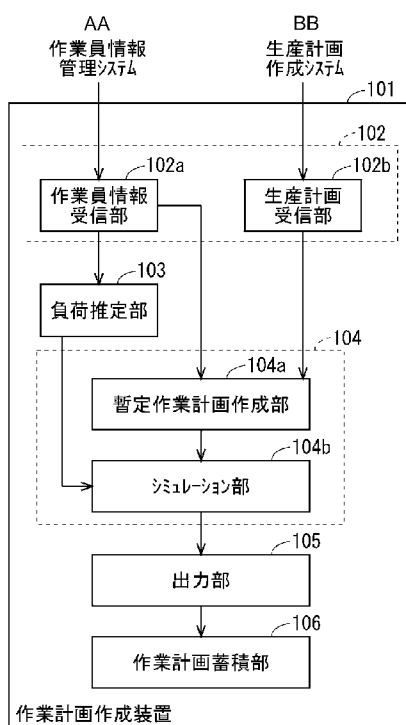 AA
作業員情報
管理システム
BB
生産計画
作成システム
101
102
102a
作業員情報
受信部
102b
生産計画
受信部
103
負荷推定部
104
104a
暫定作業計画作成部
104b
シミュレーション部
105
出力部
106
作業計画蓄積部
作業計画作成装置